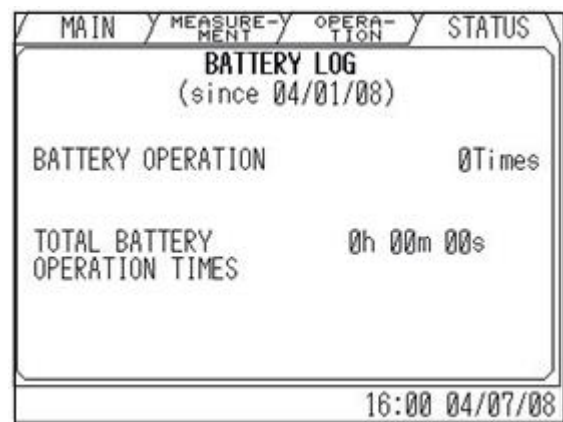 MAIN MEASURE-MENT OPERA-TION STATUS
BATTERY LOG
(since 04/01/08)
BATTERY OPERATION 0Times
TOTAL BATTERY 0h 00m 00s
OPERATION TIMES
16:00 04/07/08